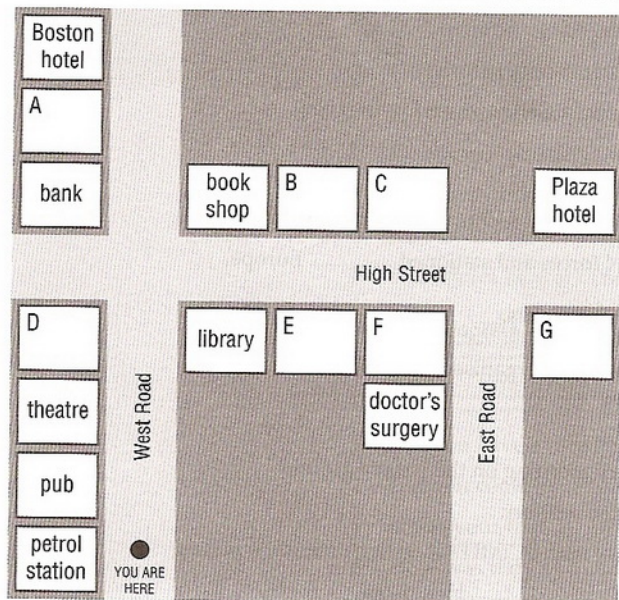 Boston
hotel
A
bank
book
shop
B
C
Plaza
hotel
High Street
D
library
E
F
G
theatre
West Road
doctor's
surgery
East Road
pub
petrol
station
YOU ARE
HERE